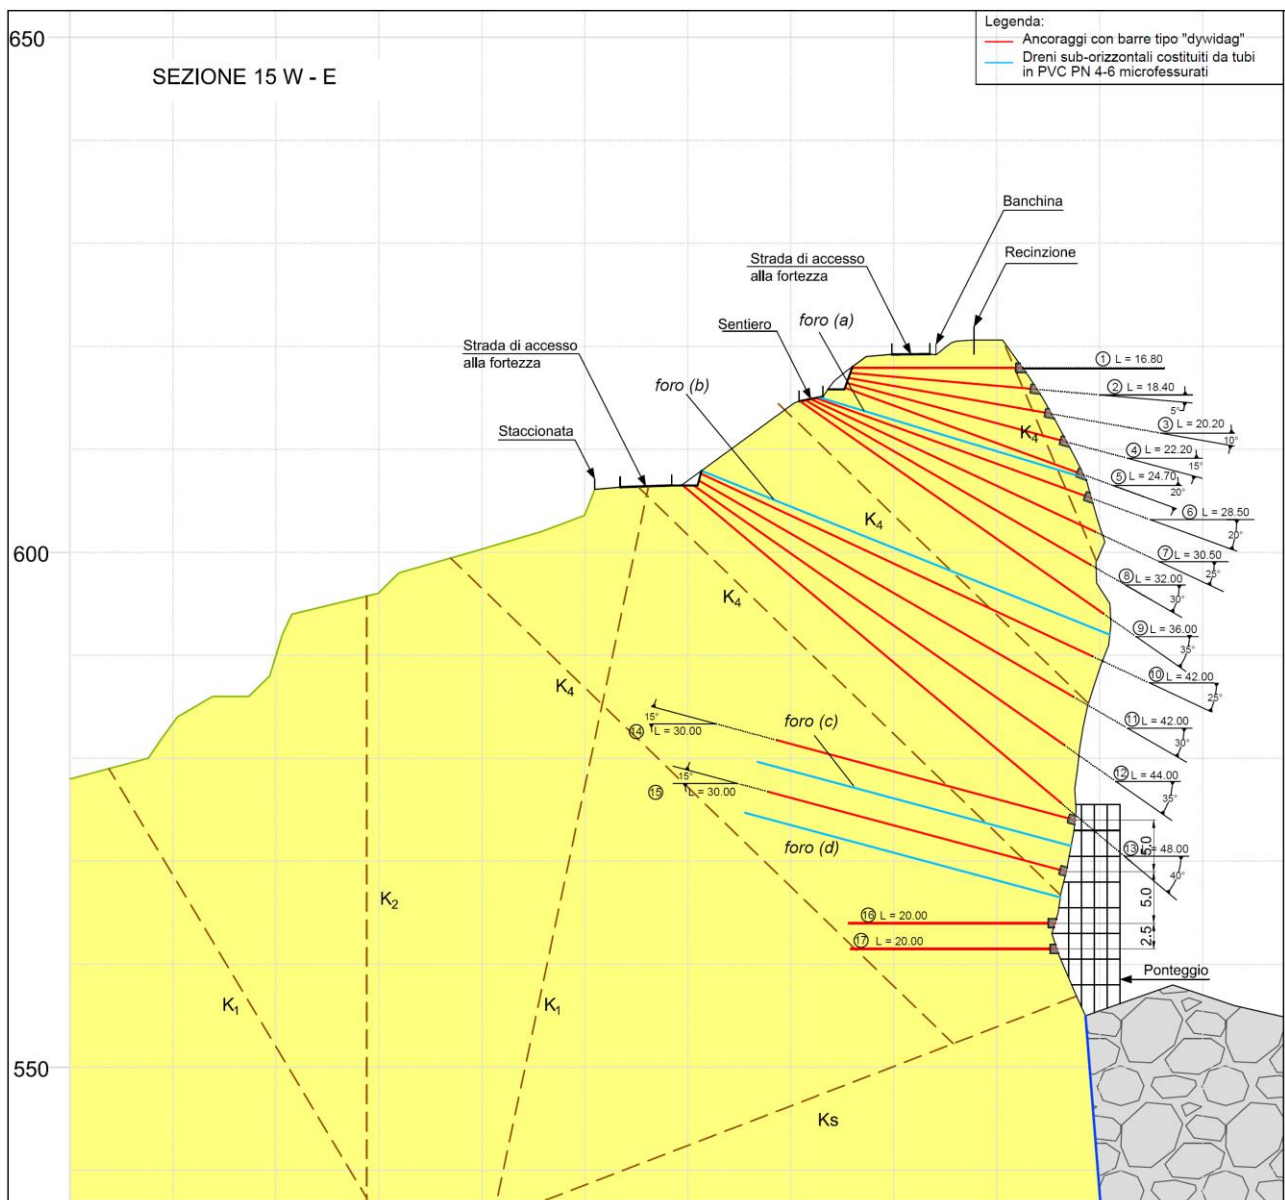 650
SEZIONE 15 W - E
Legenda:
Ancoraggi con barre tipo "dywidag"
Dreni sub-orizzontali costituiti da tubi
in PVC PN 4-6 microfessurati
Banchina
Recinzione
Strada di accesso
alla fortezza
foro (a)
Sentiero
Strada di accesso
alla fortezza
foro (b)
Staccionata
1 L = 16.80
2 L = 18.40
5°
3 L = 20.20
10°
K4
4 L = 22.20
15°
5 L = 24.70
20°
6 L = 28.50
20°
K4
600
7 L = 30.50
25°
8 L = 32.00
30°
K4
9 L = 36.00
35°
10 L = 42.00
25°
K4
11 L = 42.00
30°
15°
14 L = 30.00
foro (c)
12 L = 44.00
35°
15°
15 L = 30.00
foro (d)
13 L = 48.00
40°
5.0
5.0
2.5
K2
16 L = 20.00
17 L = 20.00
Ponteggio
K1
K1
550
Ks